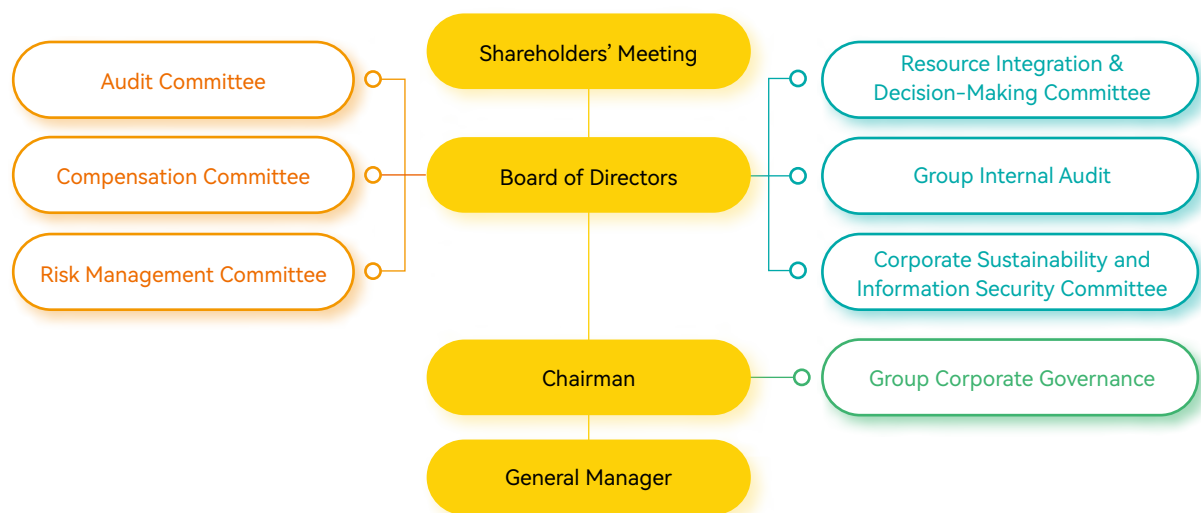 Shareholders’ Meeting
Audit Committee
Resource Integration &
Decision-Making Committee
Compensation Committee
Board of Directors
Group Internal Audit
Risk Management Committee
Corporate Sustainability and
Information Security Committee
Chairman
Group Corporate Governance
General Manager